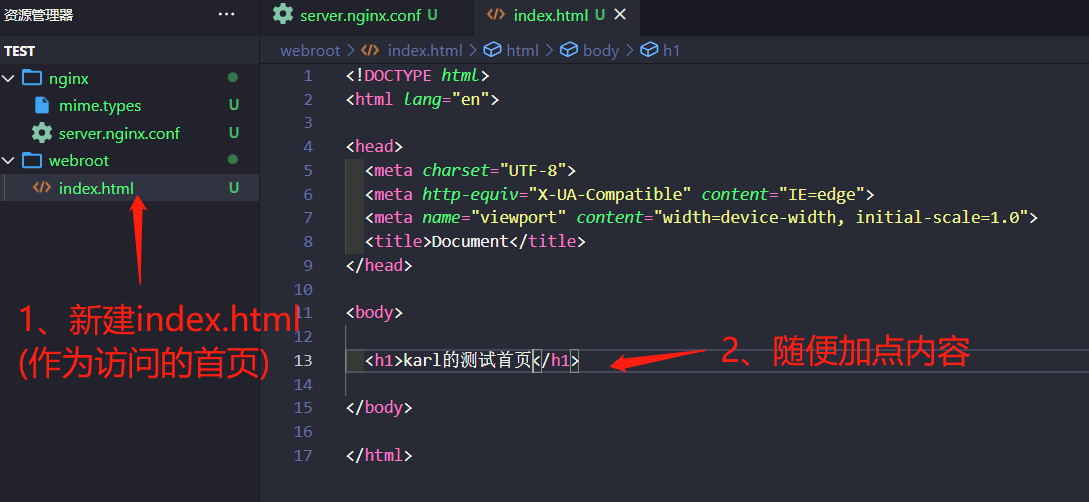 资源管理器 ···
server.nginx.conf U
index.html U
TEST
nginx
mime.types U
server.nginx.conf U
webroot
index.html U
webroot > index.html > html > body > h1
1 <!DOCTYPE html>
2 <html lang="en">
3
4 <head>
5 <meta charset="UTF-8">
6 <meta http-equiv="X-UA-Compatible" content="IE=edge">
7 <meta name="viewport" content="width=device-width, initial-scale=1.0">
8 <title>Document</title>
9 </head>
10
11 <body>
12
13 <h1>karl的测试首页</h1>
14
15 </body>
16
17 </html>
1、新建index.html
(作为访问的首页)
2、随便加点内容